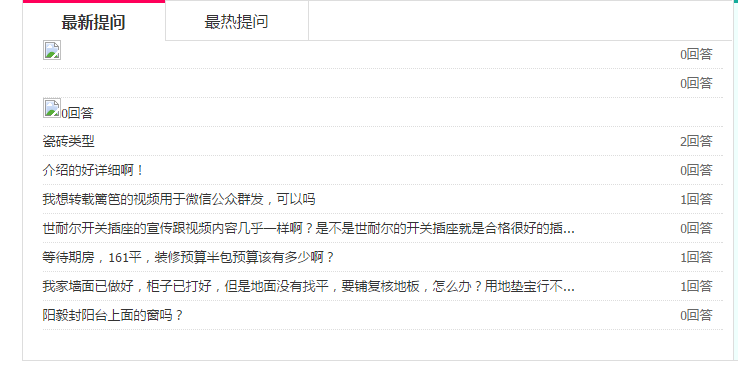 最新提问 最热提问
0回答
0回答
0回答
瓷砖类型 2回答
介绍的好详细啊！ 0回答
我想转载篱笆的视频用于微信公众群发，可以吗 1回答
世耐尔开关插座的宣传跟视频内容几乎一样啊？是不是世耐尔的开关插座就是合格很好的插... 0回答
等待期房，161平，装修预算半包预算该有多少啊？ 1回答
我家墙面已做好，柜子已打好，但是地面没有找平，要铺复核地板，怎么办？用地垫宝行不... 1回答
阳毅封阳台上面的窗吗？ 0回答